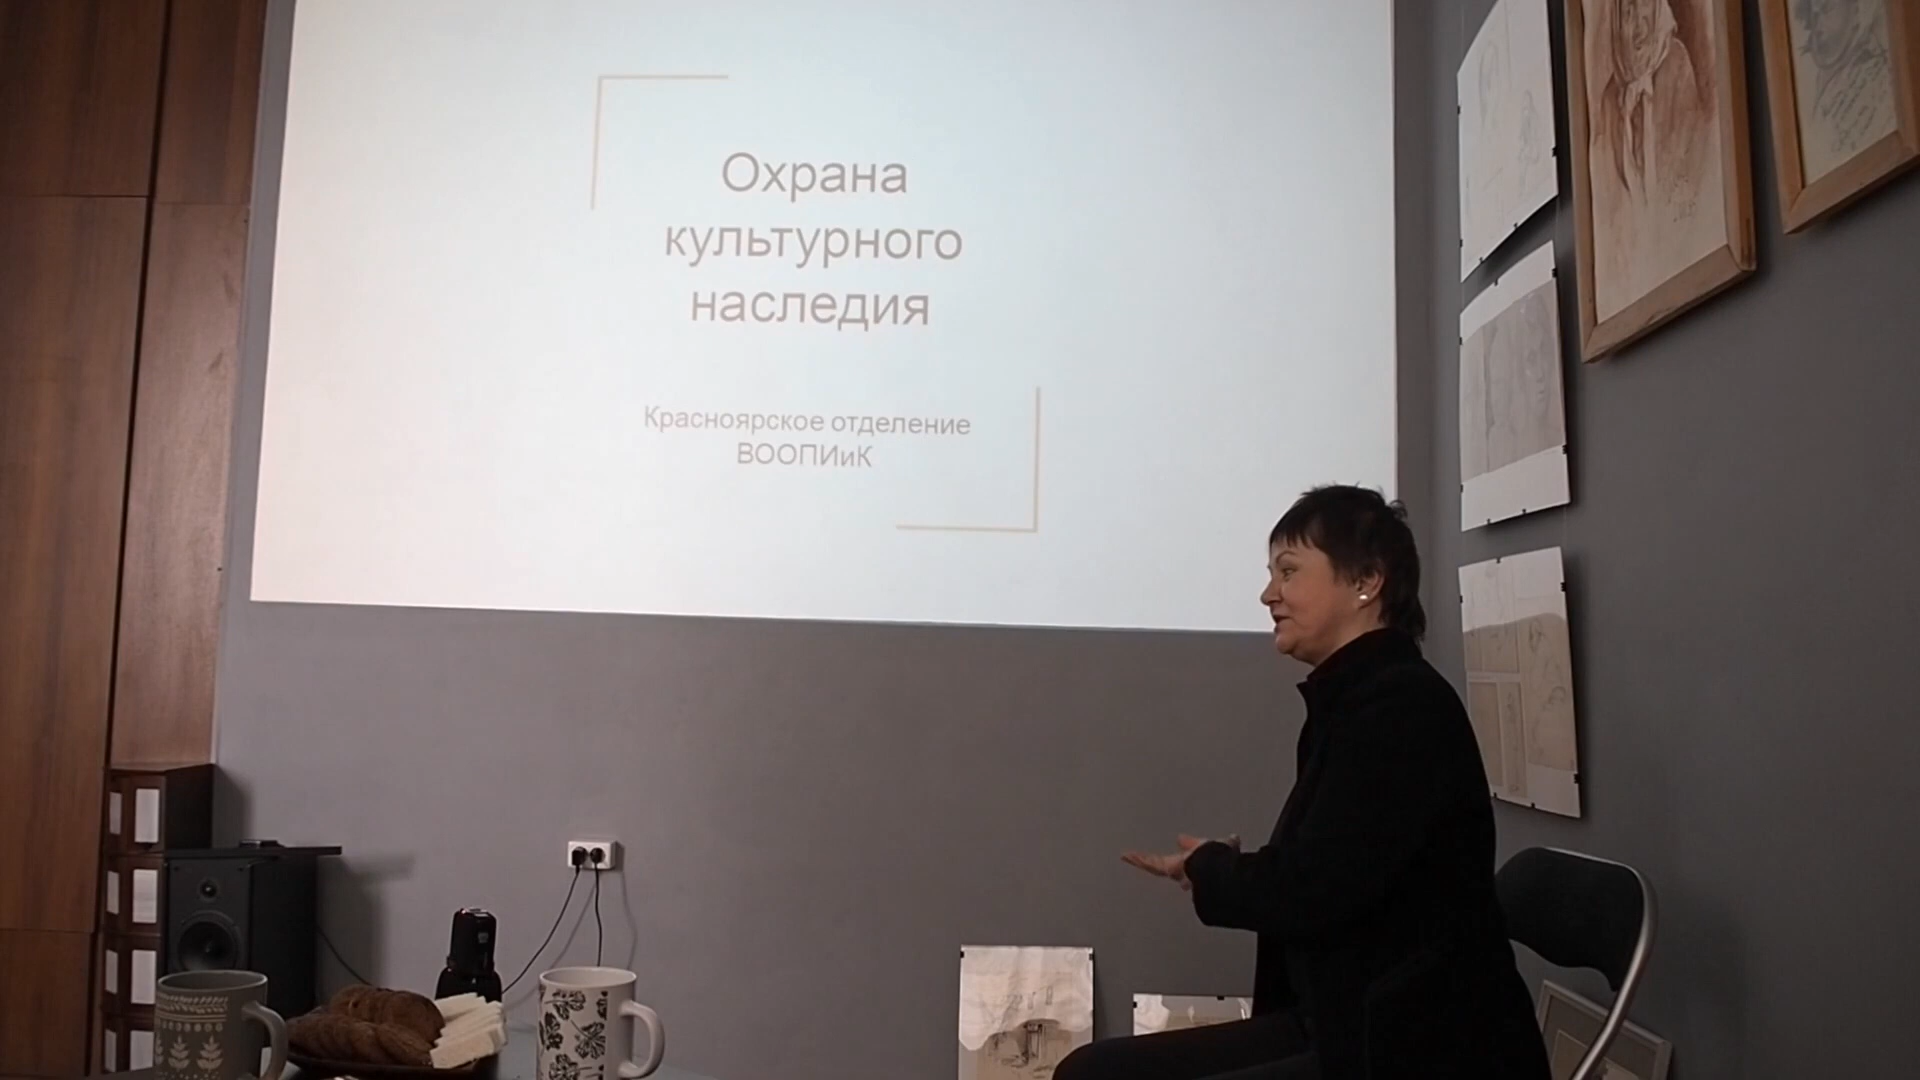 Охрана
культурного
наследия
Красноярское отделение
ВООПИиК